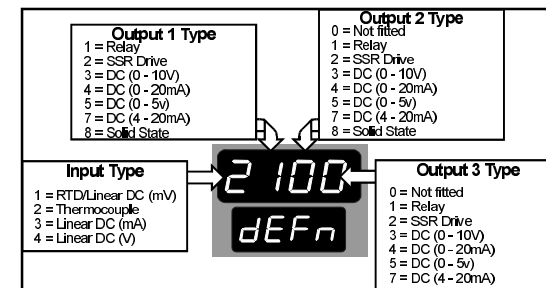 Output 1 Type
1 = Relay
2 = SSR Drive
3 = DC (0 - 10V)
4 = DC (0 - 20mA)
5 = DC (0 - 5v)
7 = DC (4 - 20mA)
8 = Solid State
Output 2 Type
0 = Not fitted
1 = Relay
2 = SSR Drive
3 = DC (0 - 10V)
4 = DC (0 - 20mA)
5 = DC (0 - 5v)
7 = DC (4 - 20mA)
8 = Solid State
Input Type
1 = RTD/Linear DC (mV)
2 = Thermocouple
3 = Linear DC (mA)
4 = Linear DC (V)
2 100
dEFn
Output 3 Type
0 = Not fitted
1 = Relay
2 = SSR Drive
3 = DC (0 - 10V)
4 = DC (0 - 20mA)
5 = DC (0 - 5v)
7 = DC (4 - 20mA)